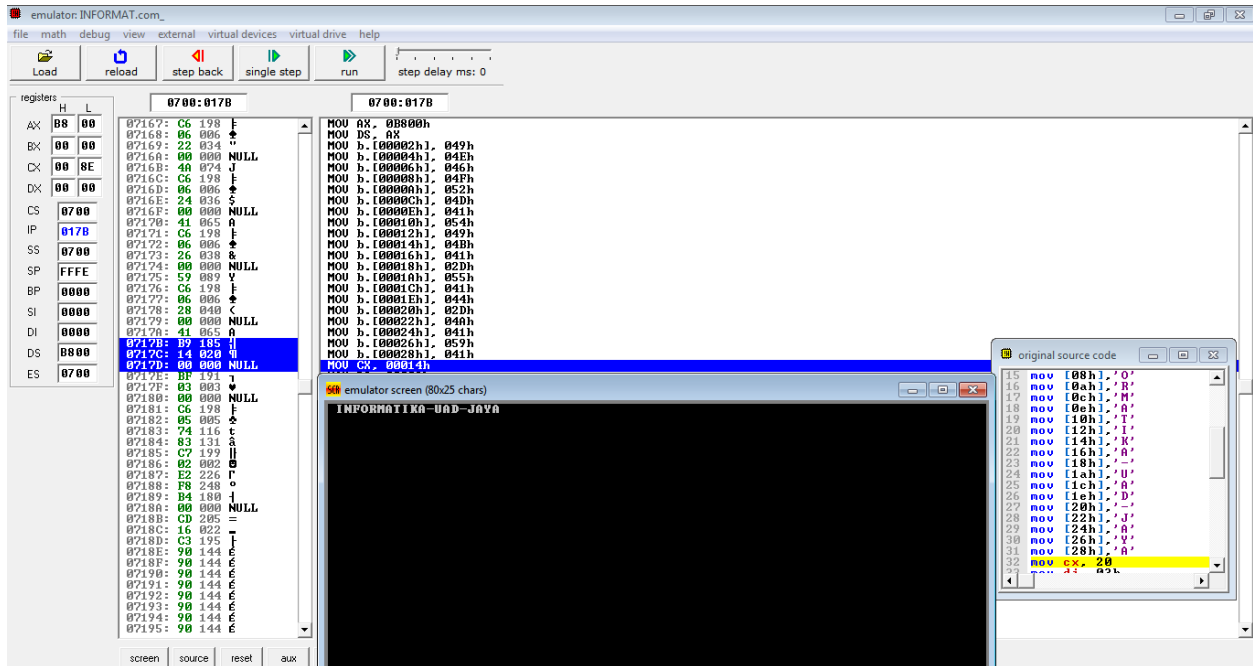 emulator: INFORMAT.com_
file math debug view external virtual devices virtual drive help
Load reload step back single step run step delay ms: 0
registers
H L
0700:017B 0700:017B
AX B8 00
BX 00 00
CX 00 8E
DX 00 00
CS 0700
IP 017B
SS 0700
SP FFFE
BP 0000
SI 0000
DI 0000
DS B800
ES 0700
07167: C6 198 ╞
07168: 06 006 ♠
07169: 22 034 "
0716A: 00 000 NULL
0716B: 4A 074 J
0716C: C6 198 ╞
0716D: 06 006 ♠
0716E: 24 036 $
0716F: 00 000 NULL
07170: 41 065 A
07171: C6 198 ╞
07172: 06 006 ♠
07173: 26 038 &
07174: 00 000 NULL
07175: 59 089 Y
07176: C6 198 ╞
07177: 06 006 ♠
07178: 28 040 (
07179: 00 000 NULL
0717A: 41 065 A
0717B: B9 185 ╣
0717C: 14 020 ¶
0717D: 00 000 NULL
0717E: BF 191 ┐
0717F: 03 003 ♥
07180: 00 000 NULL
07181: C6 198 ╞
07182: 05 005 ♣
07183: 74 116 t
07184: 83 131 â
07185: C7 199 ╟
07186: 02 002 ☻
07187: E2 226 Γ
07188: F8 248 °
07189: B4 180 ┤
0718A: 00 000 NULL
0718B: CD 205 =
0718C: 16 022 ▬
0718D: C3 195 ├
0718E: 90 144 É
0718F: 90 144 É
07190: 90 144 É
07191: 90 144 É
07192: 90 144 É
07193: 90 144 É
07194: 90 144 É
07195: 90 144 É
MOV AX, 0B800h
MOV DS, AX
MOV b.[00002h], 049h
MOV b.[00004h], 04Eh
MOV b.[00006h], 046h
MOV b.[00008h], 04Fh
MOV b.[0000Ah], 052h
MOV b.[0000Ch], 04Dh
MOV b.[0000Eh], 041h
MOV b.[00010h], 054h
MOV b.[00012h], 049h
MOV b.[00014h], 04Bh
MOV b.[00016h], 041h
MOV b.[00018h], 02Dh
MOV b.[0001Ah], 055h
MOV b.[0001Ch], 041h
MOV b.[0001Eh], 044h
MOV b.[00020h], 02Dh
MOV b.[00022h], 04Ah
MOV b.[00024h], 041h
MOV b.[00026h], 059h
MOV b.[00028h], 041h
MOV CX, 00014h
emulator screen (80x25 chars)
INFORMATIKA-UAD-JAYA
original source code
15 mov [08h],'O'
16 mov [0ah],'R'
17 mov [0ch],'M'
18 mov [0eh],'A'
19 mov [10h],'T'
20 mov [12h],'I'
21 mov [14h],'K'
22 mov [16h],'A'
23 mov [18h],'-'
24 mov [1ah],'U'
25 mov [1ch],'A'
26 mov [1eh],'D'
27 mov [20h],'-'
28 mov [22h],'J'
29 mov [24h],'A'
30 mov [26h],'Y'
31 mov [28h],'A'
32 mov cx, 20
33 mov di, 03h
screen source reset aux